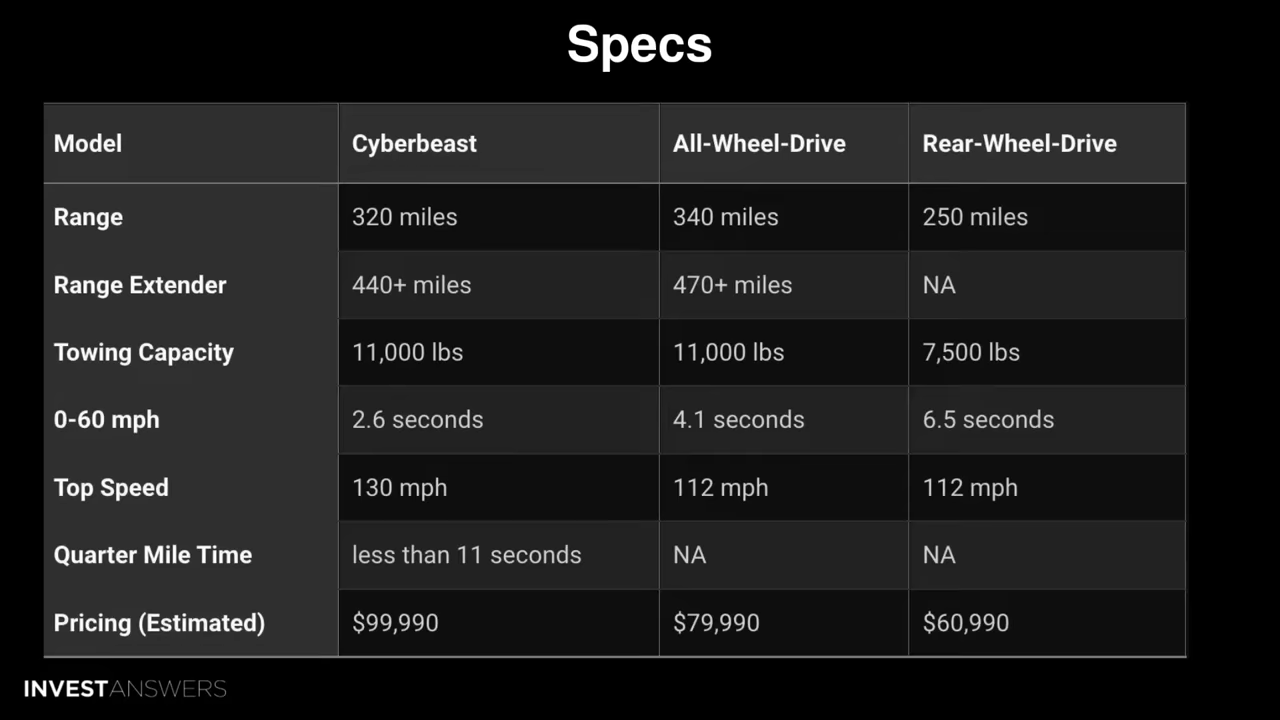 Specs
Model Cyberbeast All-Wheel-Drive Rear-Wheel-Drive
Range 320 miles 340 miles 250 miles
Range Extender 440+ miles 470+ miles NA
Towing Capacity 11,000 lbs 11,000 lbs 7,500 lbs
0-60 mph 2.6 seconds 4.1 seconds 6.5 seconds
Top Speed 130 mph 112 mph 112 mph
Quarter Mile Time less than 11 seconds NA NA
Pricing (Estimated) $99,990 $79,990 $60,990
INVESTANSWERS